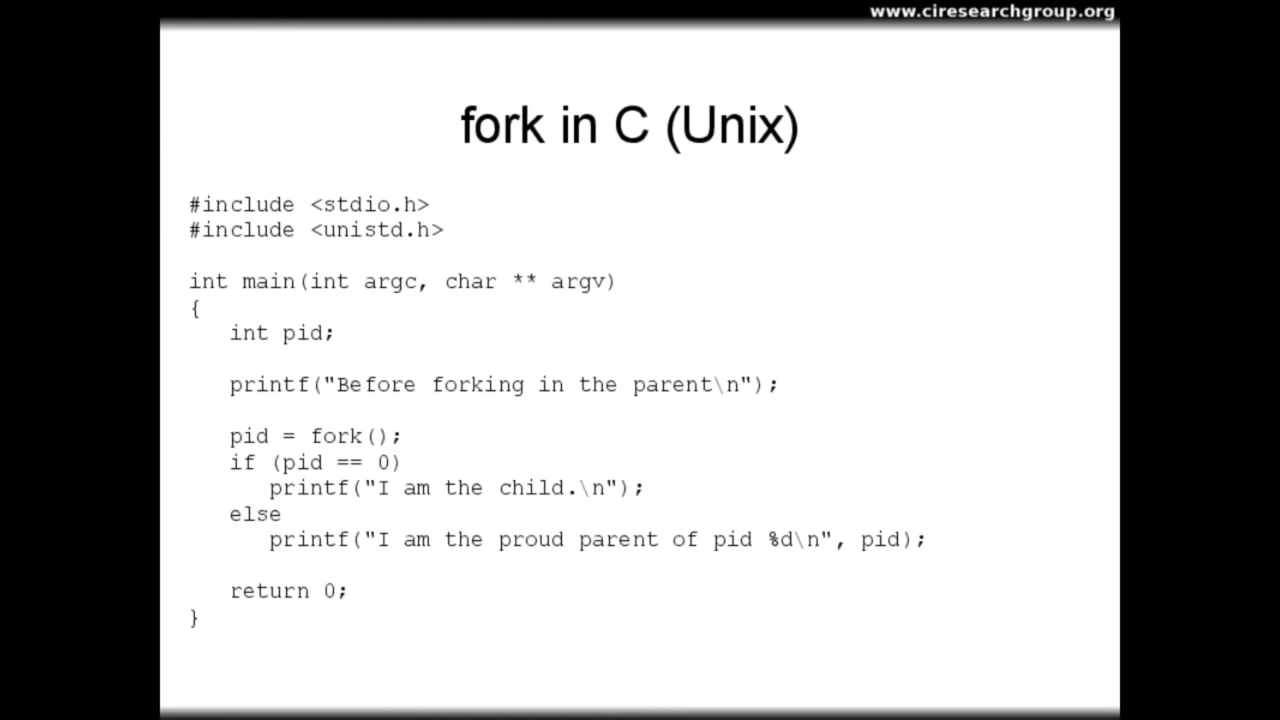 www.ciresearchgroup.org
fork in C (Unix)
#include <stdio.h>
#include <unistd.h>
int main(int argc, char ** argv)
{
int pid;
printf("Before forking in the parent\n");
pid = fork();
if (pid == 0)
printf("I am the child.\n");
else
printf("I am the proud parent of pid %d\n", pid);
return 0;
}